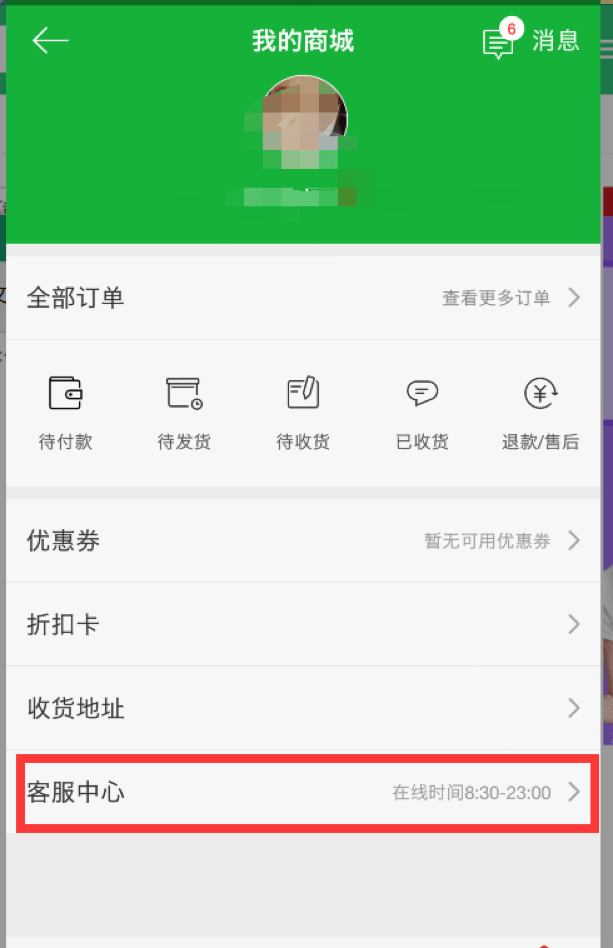 我的商城
6
消息
全部订单
查看更多订单
待付款
待发货
待收货
已收货
退款/售后
优惠券
暂无可用优惠券
折扣卡
收货地址
客服中心
在线时间8:30-23:00